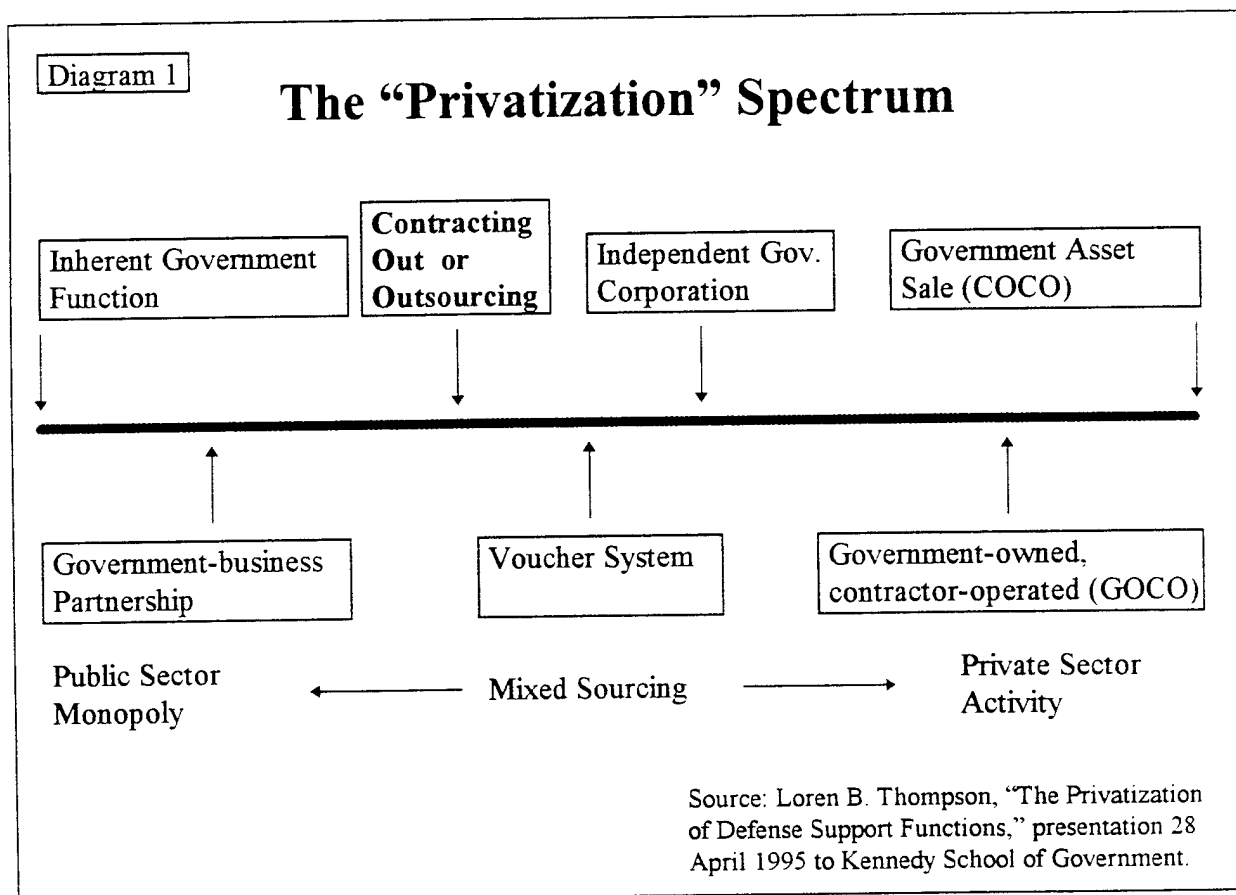 Diagram 1
The “Privatization” Spectrum
Inherent Government
Function
Contracting
Out or
Outsourcing
Independent Gov.
Corporation
Government Asset
Sale (COCO)
Government-business
Partnership
Voucher System
Government-owned,
contractor-operated (GOCO)
Public Sector
Monopoly
Mixed Sourcing
Private Sector
Activity
Source: Loren B. Thompson, “The Privatization
of Defense Support Functions,” presentation 28
April 1995 to Kennedy School of Government.